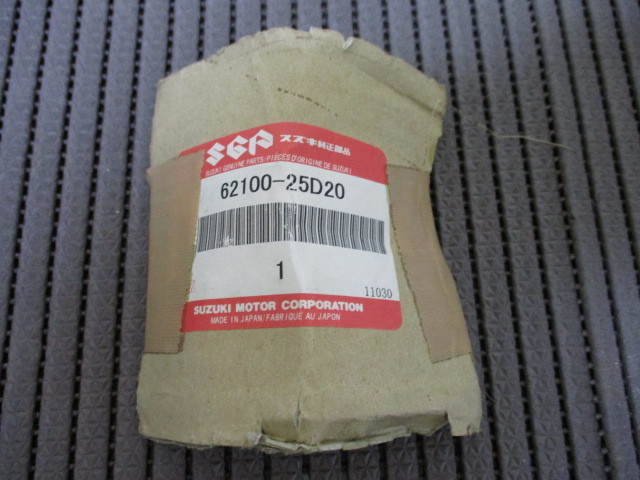 SGP スズキ純正部品
SUZUKI GENUINE PARTS/PIÈCES D'ORIGINE DE SUZUKI
62100-25D20
1
11030
SUZUKI MOTOR CORPORATION
MADE IN JAPAN/FABRIQUÉ AU JAPON